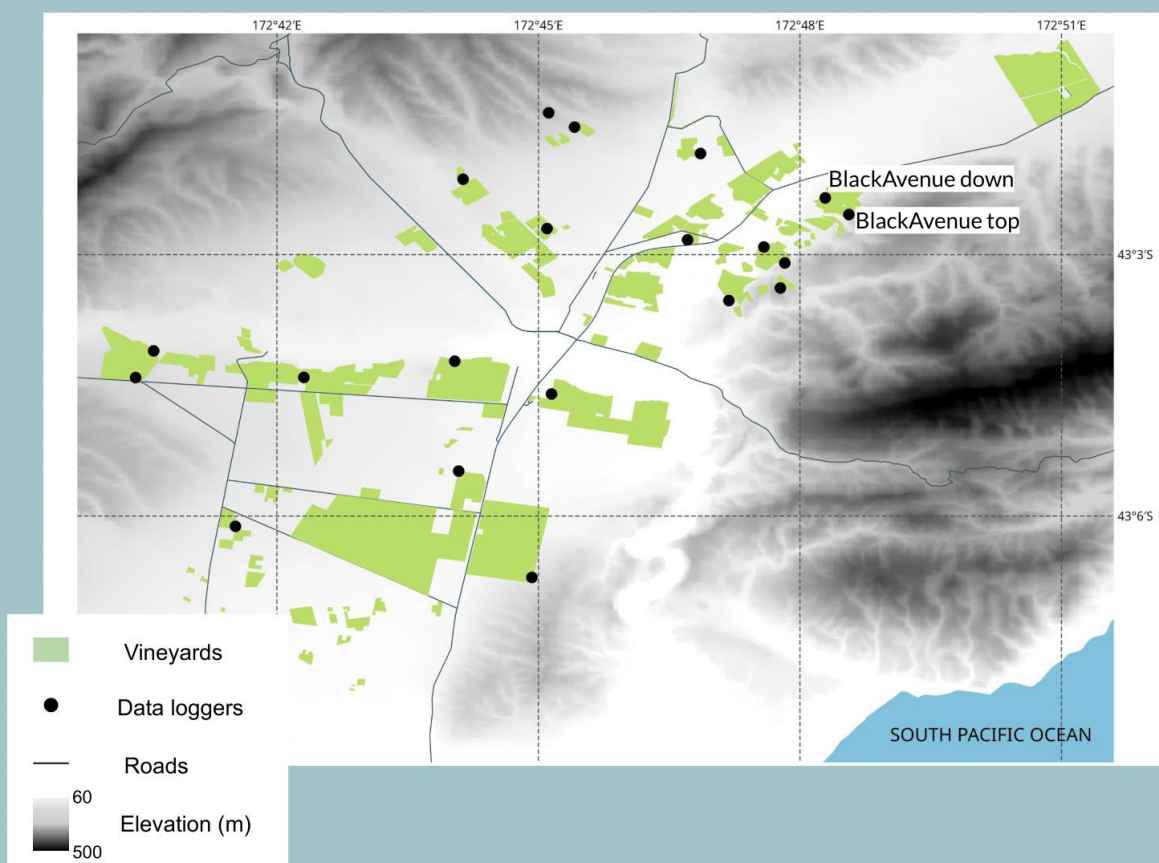 172°42′E
172°45′E
172°48′E
172°51′E
BlackAvenue down
BlackAvenue top
43°3′S
43°6′S
SOUTH PACIFIC OCEAN
Vineyards
Data loggers
Roads
60
Elevation (m)
500